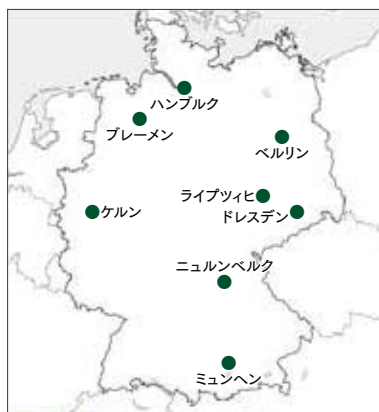 ハンブルク
ブレーメン
ベルリン
ライプツィヒ
ケルン
ドレスデン
ニュルンベルク
ミュンヘン